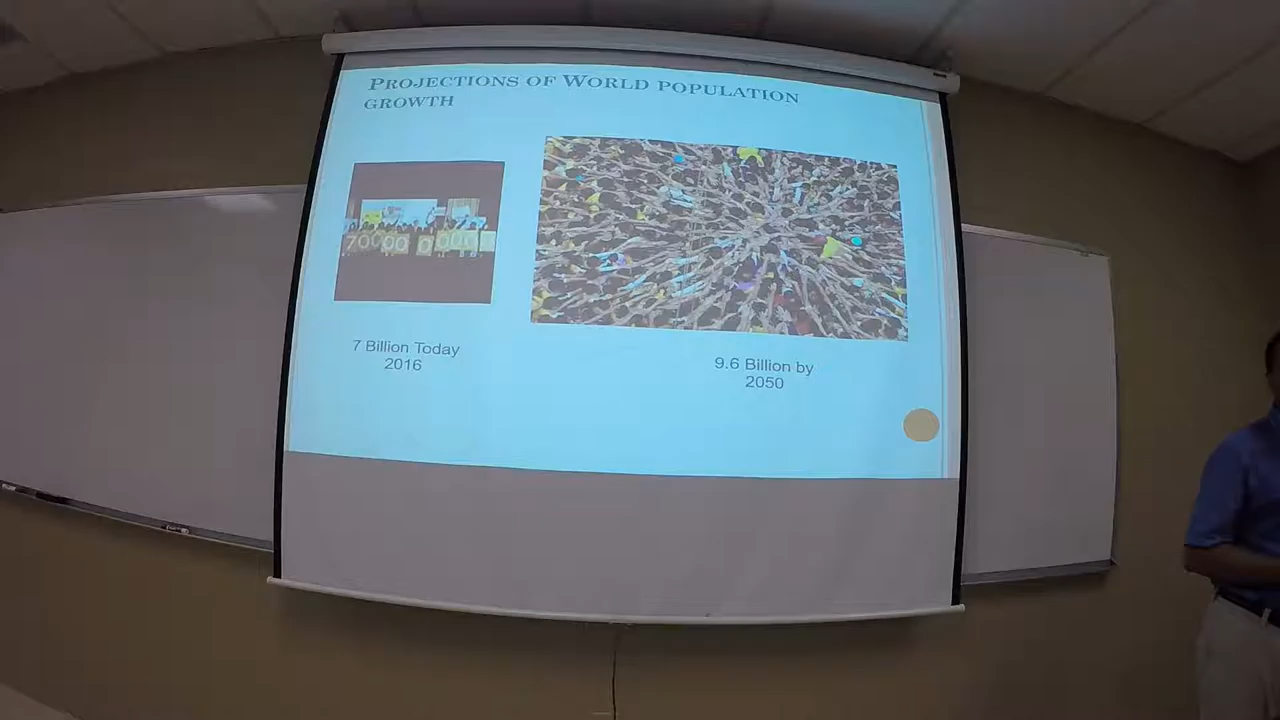 PROJECTIONS OF WORLD POPULATION
GROWTH
7 Billion Today
2016
9.6 Billion by
2050